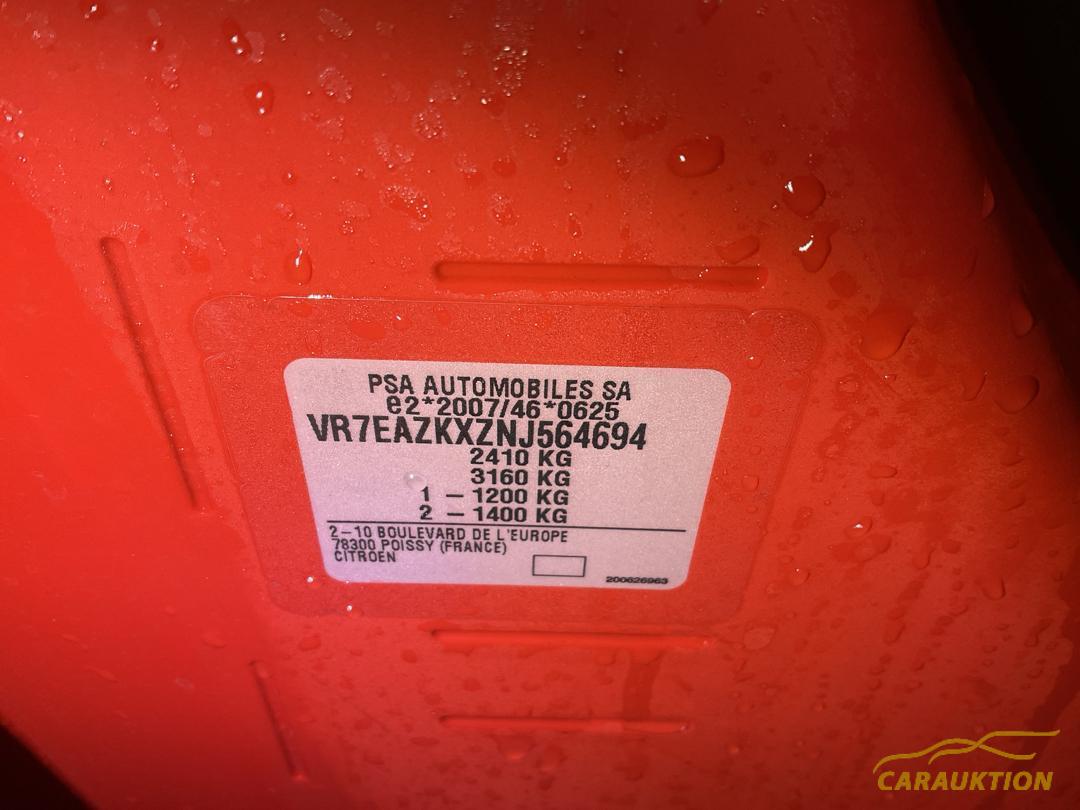 PSA AUTOMOBILES SA
e2*2007/46*0625
VR7EAZKXZNJ564694
2410 KG
3160 KG
1 – 1200 KG
2 – 1400 KG
2–10 BOULEVARD DE L'EUROPE
78300 POISSY (FRANCE)
CITROEN
200626963
CARAUKTION